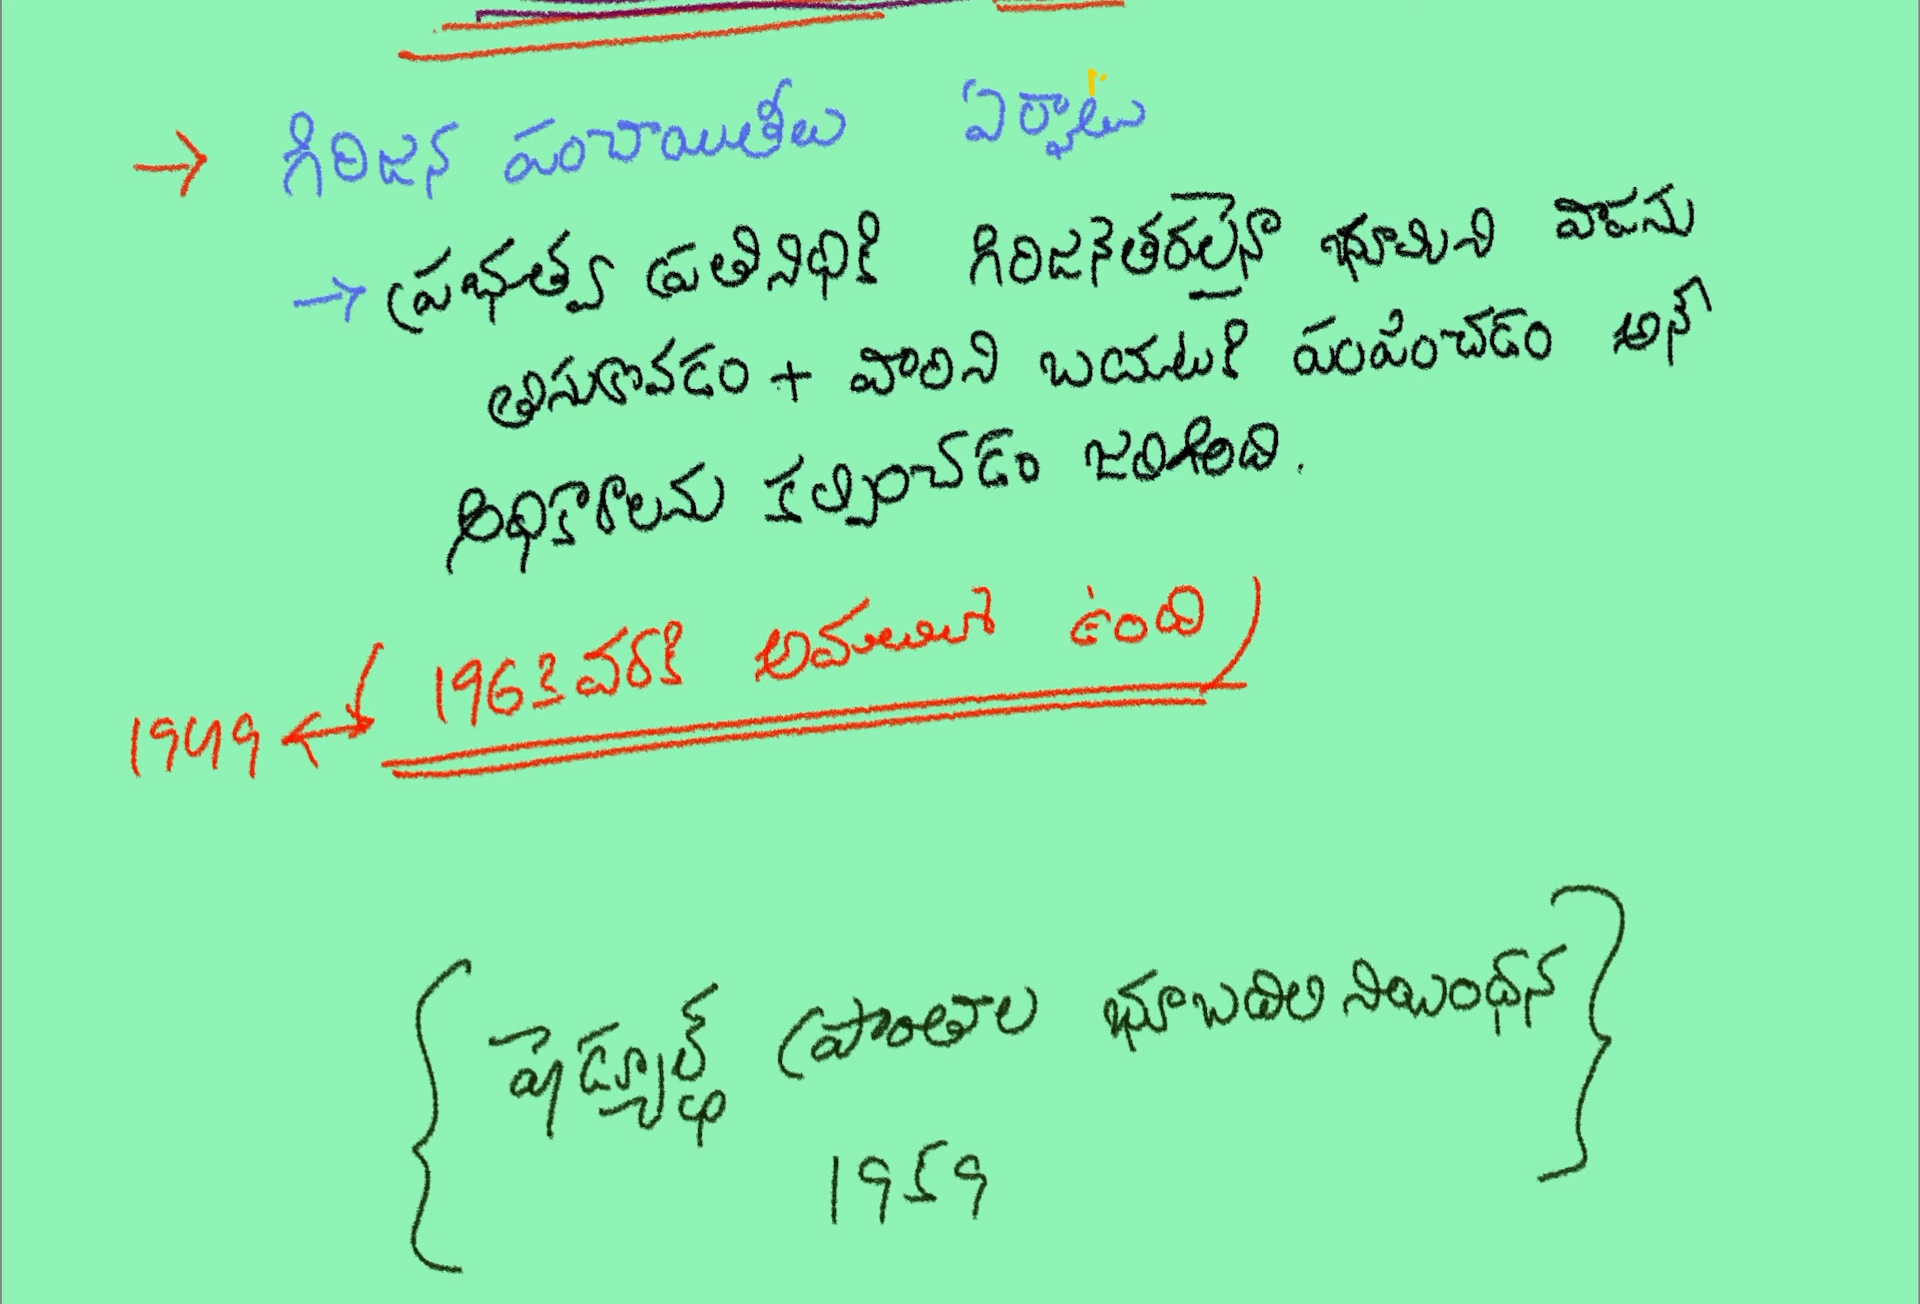 → గిరిజన పంచాయితీలు ఏర్పాటు
→ ప్రభుత్వ ప్రతినిధికి గిరిజనేతరులైనా భూమిని వాపసు
తీసుకొవడం + వారిని బయటకి పంపించడం అనే
అధికారాలను కల్పించడం జరిగింది.
1949 ← 1963 వరకి అమలులో ఉంది)
{ షెడ్యూల్డ్ ప్రాంతాల భూబదిలి నిబంధన }
1959